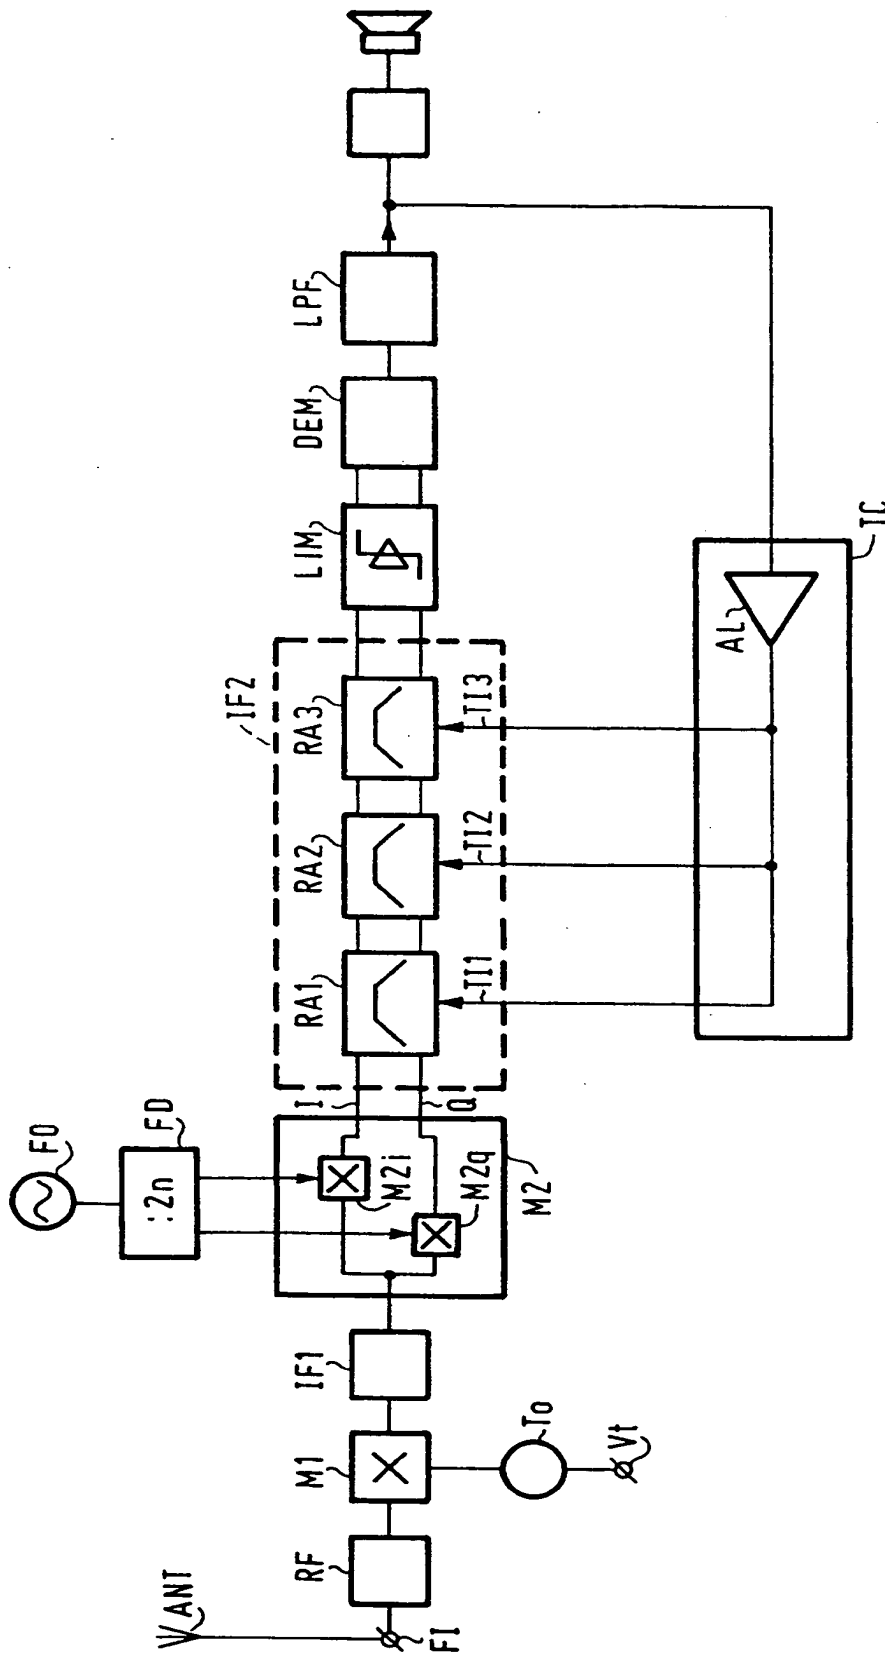 ANT
FI
RF
M1
To
Vt
IF1
FO
FD
:2n
M2i
M2q
M2
I
Q
IF2
RA1
RA2
RA3
TI1
TI2
TI3
LIM
DEM
LPF
AL
TC